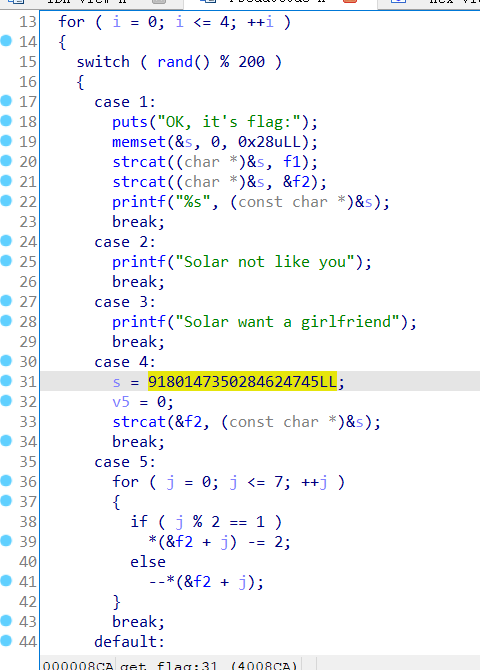 13 for ( i = 0; i <= 4; ++i )
14 {
15 switch ( rand() % 200 )
16 {
17 case 1:
18 puts("OK, it's flag:");
19 memset(&s, 0, 0x28uLL);
20 strcat((char *)&s, f1);
21 strcat((char *)&s, &f2);
22 printf("%s", (const char *)&s);
23 break;
24 case 2:
25 printf("Solar not like you");
26 break;
27 case 3:
28 printf("Solar want a girlfriend");
29 break;
30 case 4:
31 s = 9180147350284624745LL;
32 v5 = 0;
33 strcat(&f2, (const char *)&s);
34 break;
35 case 5:
36 for ( j = 0; j <= 7; ++j )
37 {
38 if ( j % 2 == 1 )
39 *(&f2 + j) -= 2;
40 else
41 --*(&f2 + j);
42 }
43 break;
44 default:
000008CA get_flag:31 (4008CA)